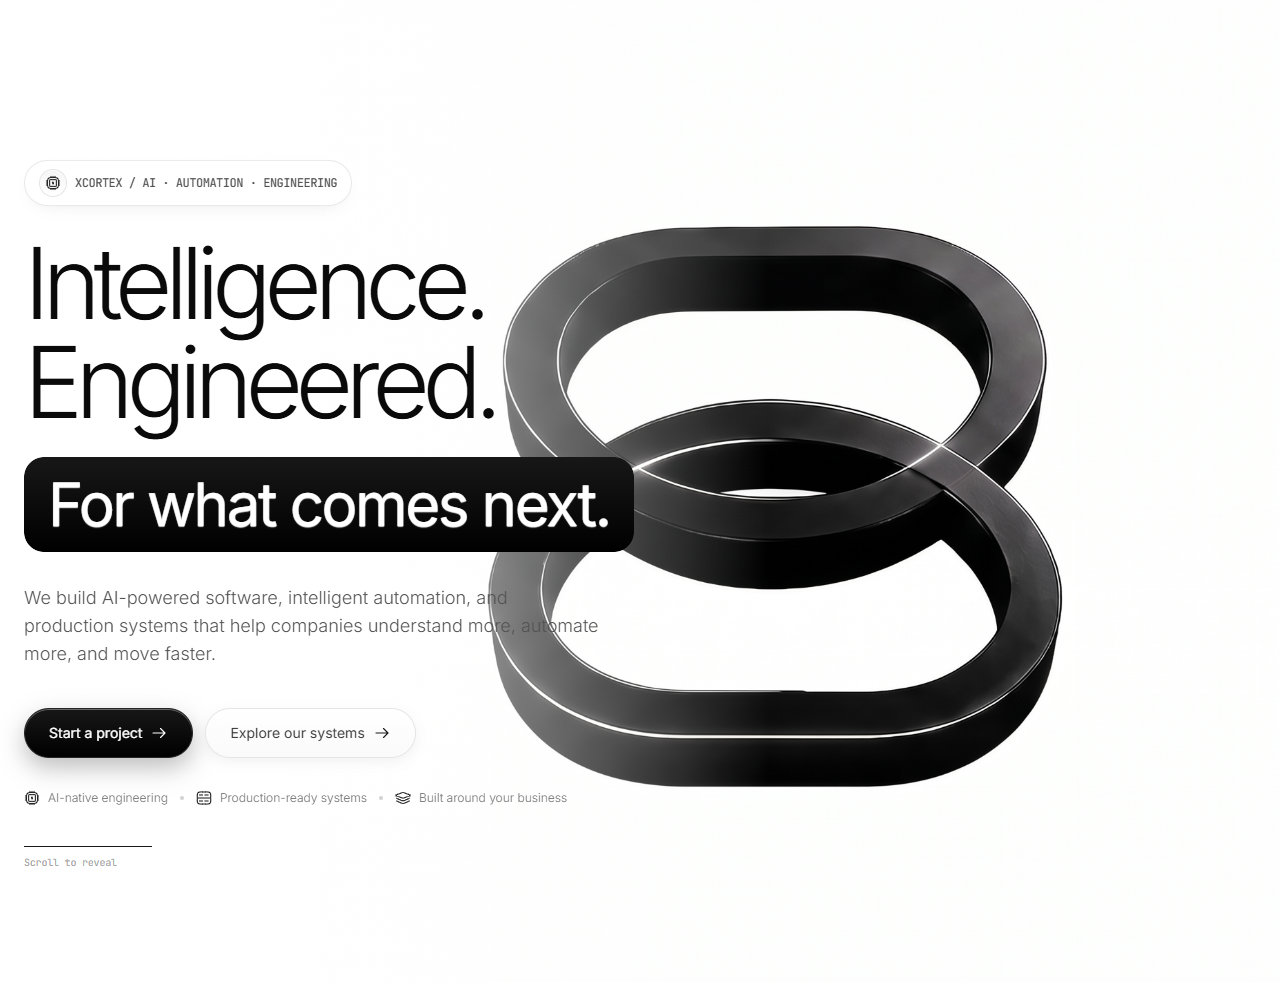 XCORTEX / AI · AUTOMATION · ENGINEERING
Intelligence.
Engineered.
For what comes next.
We build AI-powered software, intelligent automation, and
production systems that help companies understand more, automate
more, and move faster.
Start a project →
Explore our systems →
AI-native engineering • Production-ready systems • Built around your business
Scroll to reveal